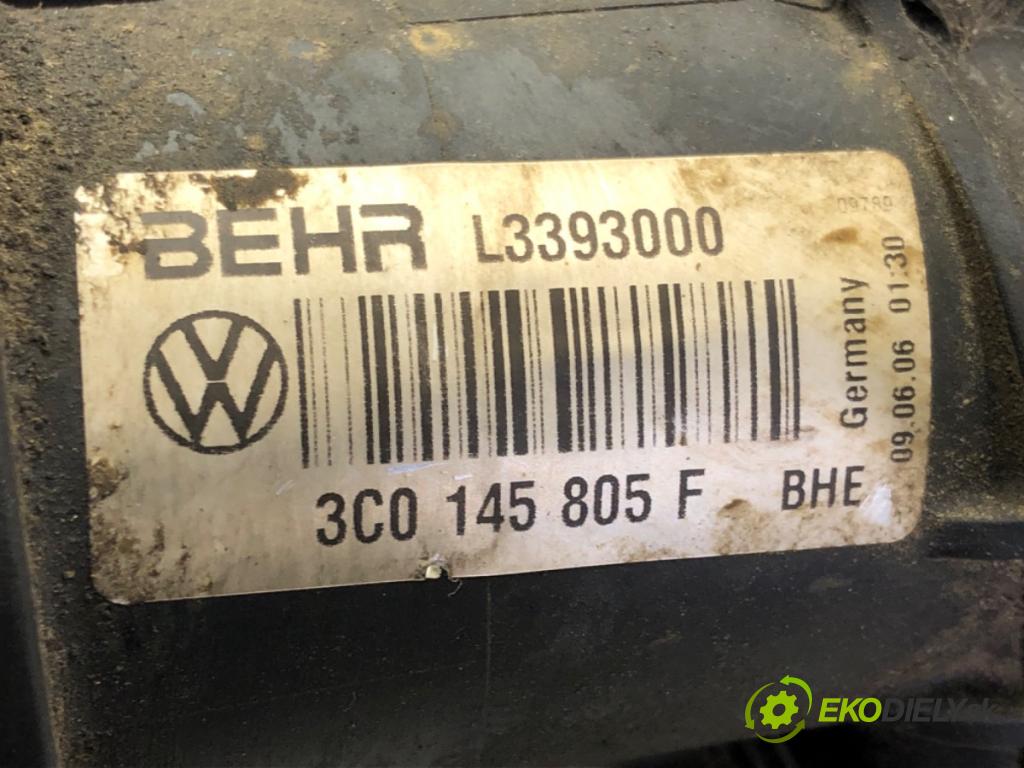 BEHR L3393000
3C0 145 805 F BHE
Germany
09.06.06 01:30
09789
EKODIELY.sk